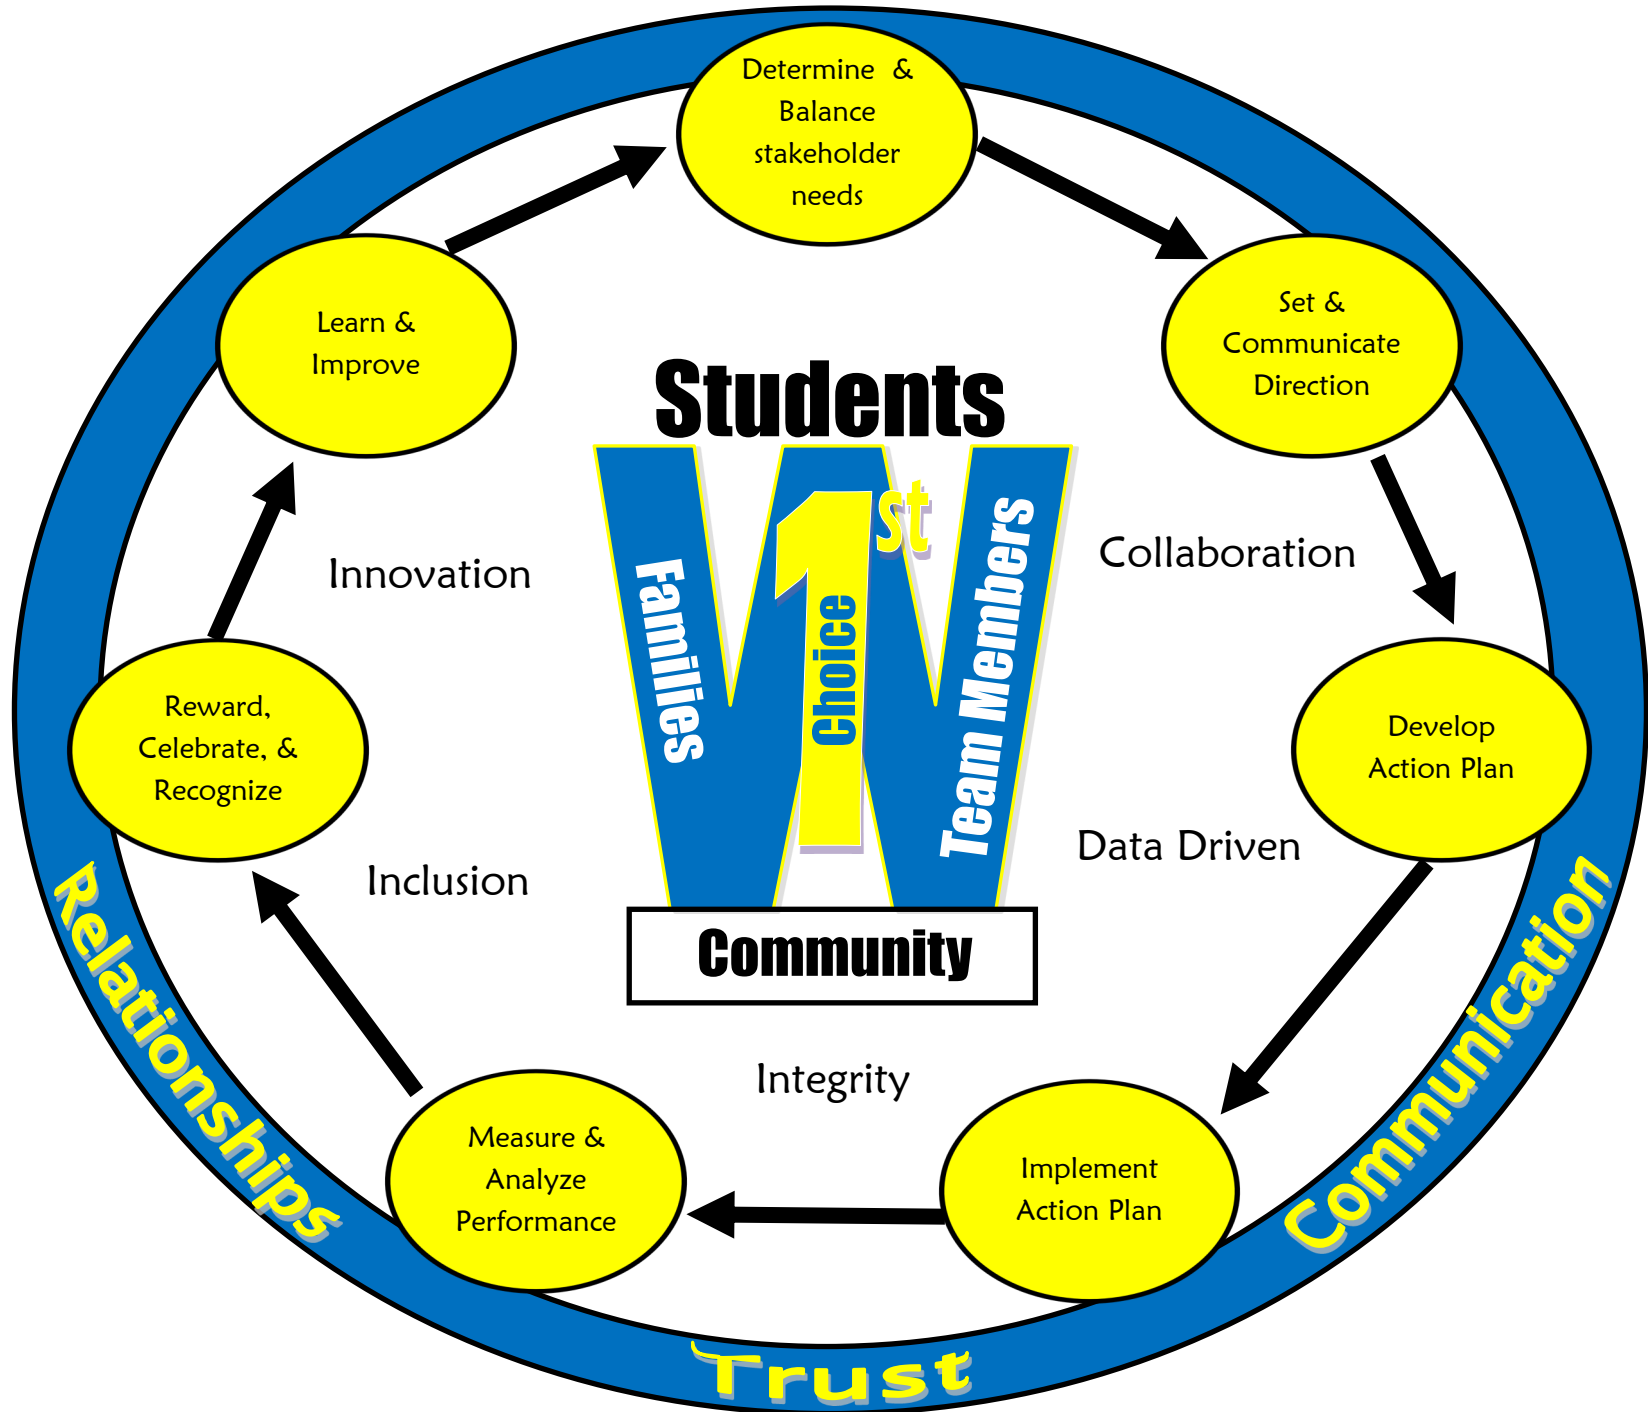 Determine &
Balance
stakeholder
needs
Set &
Communicate
Direction
Develop
Action Plan
Implement
Action Plan
Measure &
Analyze
Performance
Reward,
Celebrate, &
Recognize
Learn &
Improve
Students
W
Families
1st
Choice
Team Members
Community
Innovation
Collaboration
Inclusion
Data Driven
Integrity
Relationships
Trust
Communication